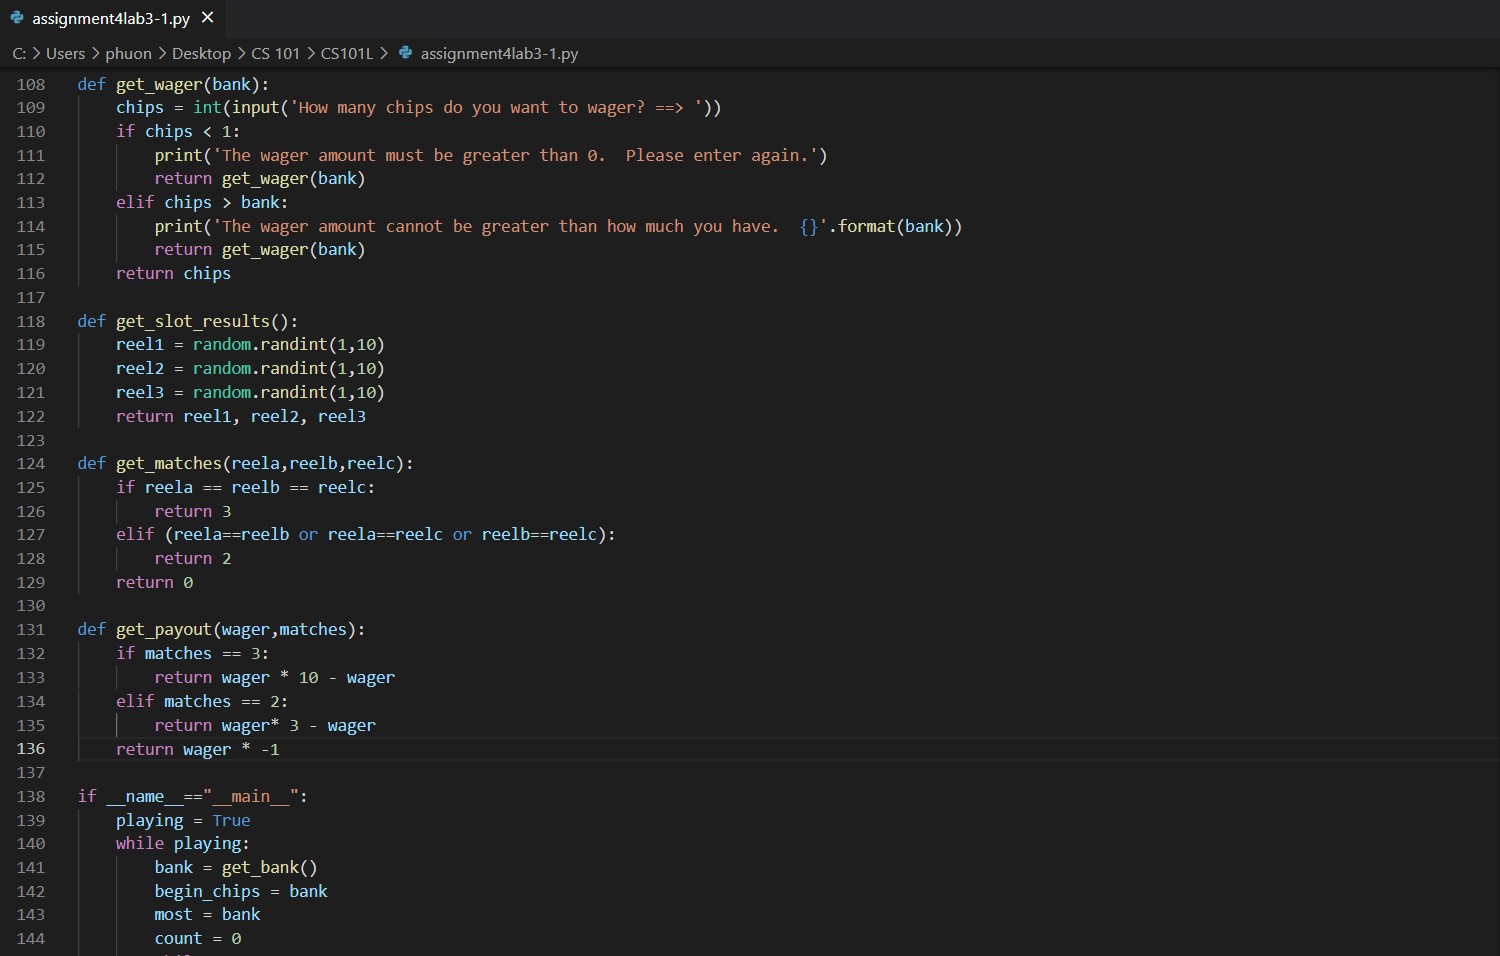 assignment4lab3-1.py ×
C: > Users > phuon > Desktop > CS 101 > CS101L > assignment4lab3-1.py
108 def get_wager(bank):
109     chips = int(input('How many chips do you want to wager? ==> '))
110     if chips < 1:
111         print('The wager amount must be greater than 0.  Please enter again.')
112         return get_wager(bank)
113     elif chips > bank:
114         print('The wager amount cannot be greater than how much you have.  {}'.format(bank))
115         return get_wager(bank)
116     return chips
117
118 def get_slot_results():
119     reel1 = random.randint(1,10)
120     reel2 = random.randint(1,10)
121     reel3 = random.randint(1,10)
122     return reel1, reel2, reel3
123
124 def get_matches(reela,reelb,reelc):
125     if reela == reelb == reelc:
126         return 3
127     elif (reela==reelb or reela==reelc or reelb==reelc):
128         return 2
129     return 0
130
131 def get_payout(wager,matches):
132     if matches == 3:
133         return wager * 10 - wager
134     elif matches == 2:
135         return wager* 3 - wager
136     return wager * -1
137
138 if __name__=="__main__":
139     playing = True
140     while playing:
141         bank = get_bank()
142         begin_chips = bank
143         most = bank
144         count = 0